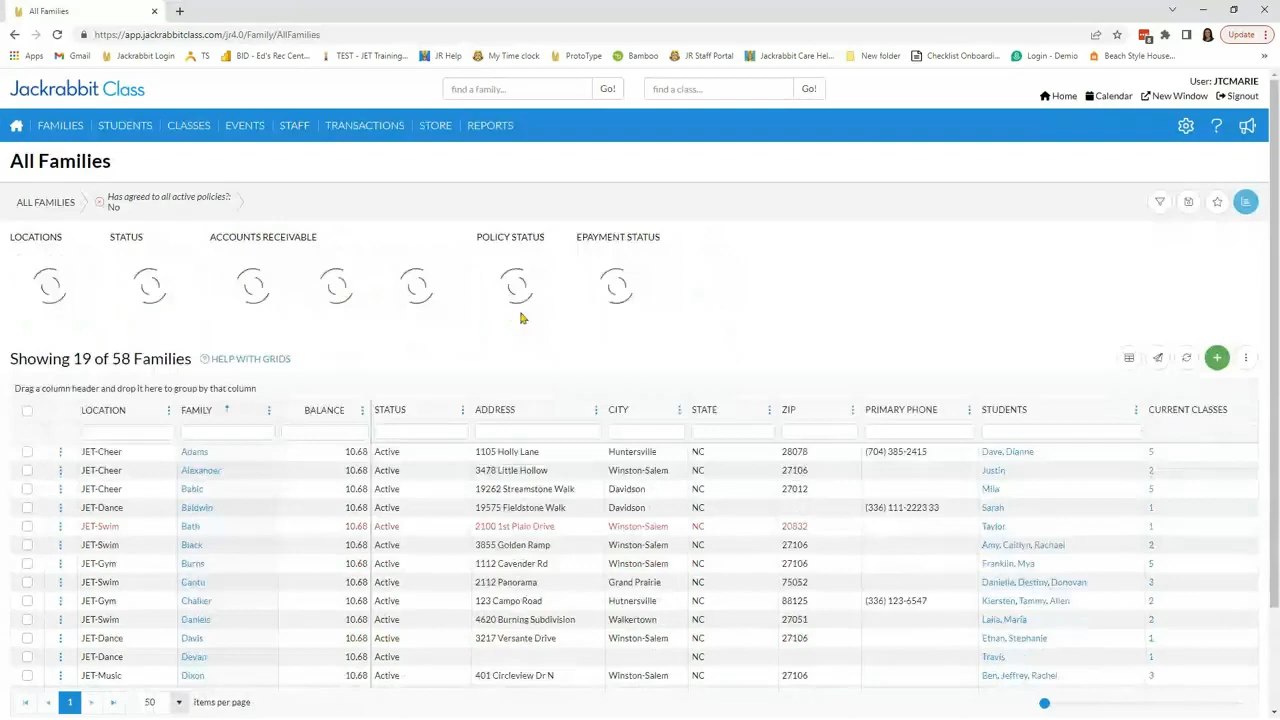 All Families
https://app.jackrabbitclass.com/jr4.0/Family/AllFamilies
Update
Apps Gmail Jackrabbit Login TS BID - Ed's Rec Cent... TEST - JET Training... JR Help My Time clock ProtoType Bamboo JR Staff Portal Jackrabbit Care Hel... New folder Checklist Onboardi... Login - Demio Beach Style House...
Jackrabbit Class
find a family... Go! find a class... Go!
User: JTCMARIE
Home Calendar New Window Signout
FAMILIES STUDENTS CLASSES EVENTS STAFF TRANSACTIONS STORE REPORTS
All Families
ALL FAMILIES
Has agreed to all active policies?:
No
LOCATIONS STATUS ACCOUNTS RECEIVABLE POLICY STATUS EPAYMENT STATUS
Showing 19 of 58 Families HELP WITH GRIDS
Drag a column header and drop it here to group by that column
LOCATION FAMILY BALANCE STATUS ADDRESS CITY STATE ZIP PRIMARY PHONE STUDENTS CURRENT CLASSES
JET-Cheer Adams 10.68 Active 1105 Holly Lane Huntersville NC 28078 (704) 385-2415 Dave, Dianne 5
JET-Cheer Alexander 10.68 Active 3478 Little Hollow Winston-Salem NC 27106 Justin 2
JET-Cheer Babic 10.68 Active 19262 Streamstone Walk Davidson NC 27012 Mila 5
JET-Dance Baldwin 10.68 Active 19575 Fieldstone Walk Davidson NC (336) 111-2223 33 Sarah 1
JET-Swim Bath 10.68 Active 2100 1st Plain Drive Winston-Salem NC 20832 Taylor 1
JET-Swim Black 10.68 Active 3855 Golden Ramp Winston-Salem NC 27106 Amy, Caitlyn, Rachael 2
JET-Gym Burns 10.68 Active 1112 Cavender Rd Winston-Salem NC 27106 Franklin, Mya 5
JET-Swim Cantu 10.68 Active 2112 Panorama Grand Prairie NC 75052 Danielle, Destiny, Donovan 3
JET-Gym Chalker 10.68 Active 123 Campo Road Hutnersville NC 88125 (336) 123-6547 Kiersten, Tammy, Allen 2
JET-Swim Daniels 10.68 Active 4620 Burning Subdivision Walkertown NC 27051 Laila, Maria 2
JET-Dance Davis 10.68 Active 3217 Versante Drive Winston-Salem NC 27106 Ethan, Stephanie 1
JET-Dance Devan 10.68 Active NC Travis 1
JET-Music Dixon 10.68 Active 401 Circleview Dr N Winston-Salem NC 27106 Ben, Jeffrey, Rachel 3
1 50 items per page